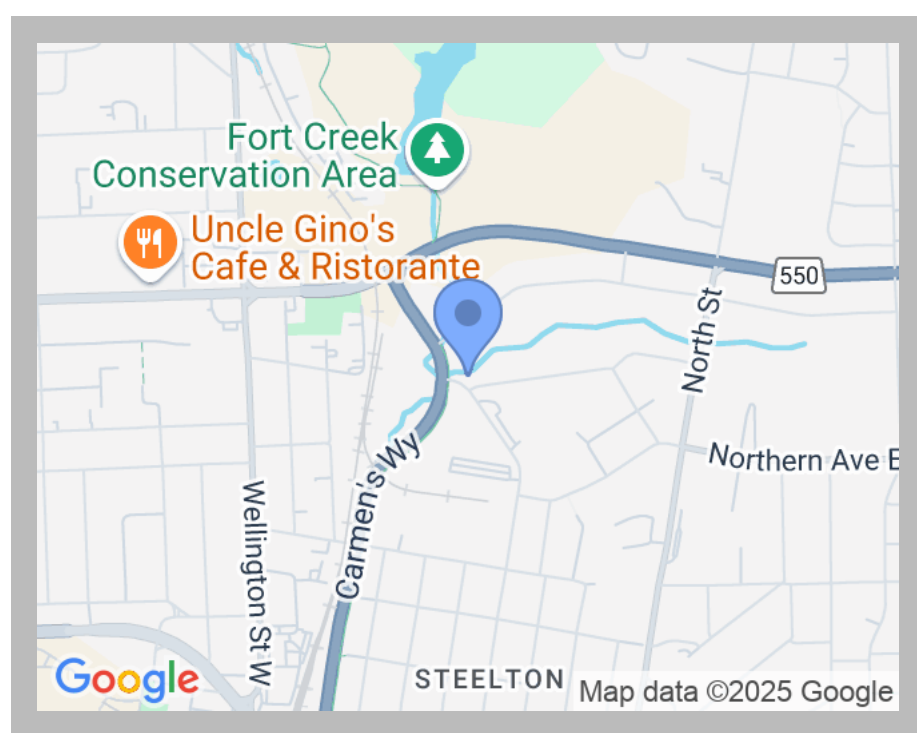 Fort Creek
Conservation Area
Uncle Gino's
Cafe & Ristorante
550
North St
Northern Ave E
Carmen's Wy
Wellington St W
STEELTON
Google
Map data ©2025 Google